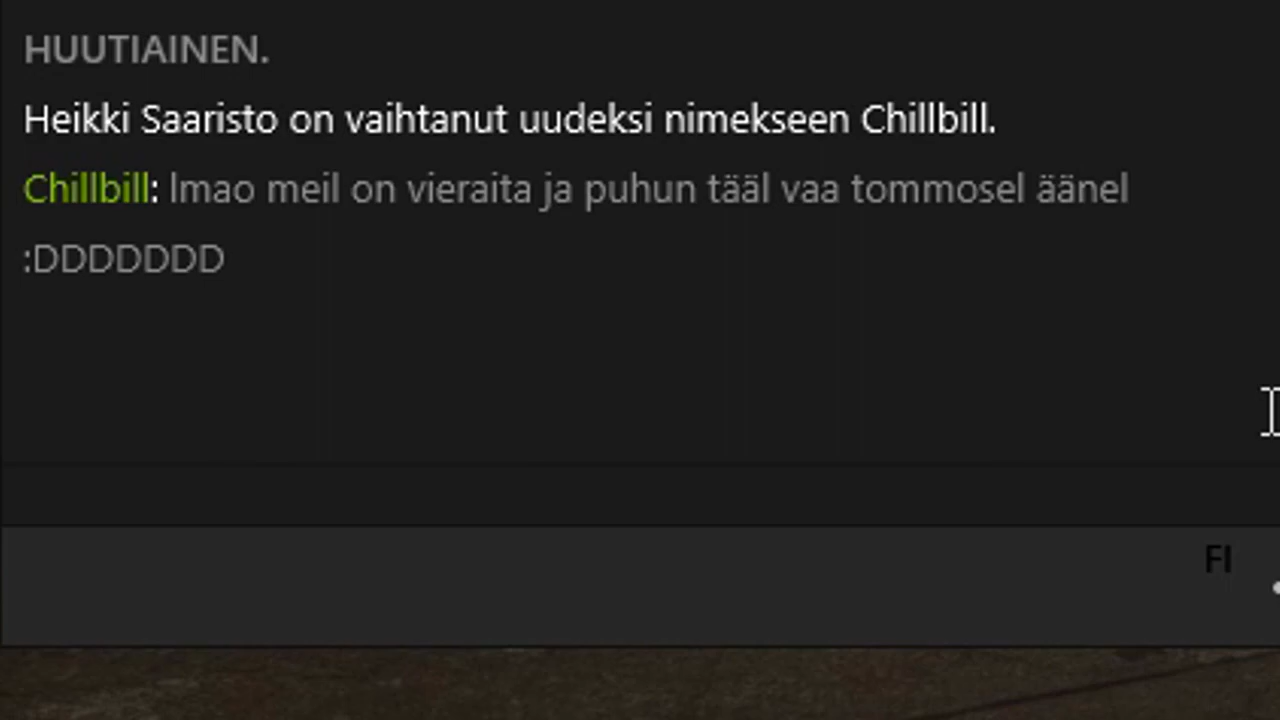 HUUTIAINEN.
Heikki Saaristo on vaihtanut uudeksi nimekseen Chillbill.
Chillbill: lmao meil on vieraita ja puhun tääl vaa tommosel äänel
:DDDDDDD
FI